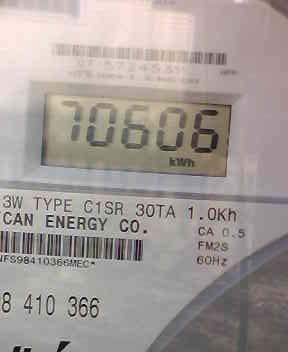 70606
kWh
3W TYPE C1SR 30TA 1.0Kh
CAN ENERGY CO.
CA 0.5
FM2S
NFS98410366MEC*
60Hz
8 410 366